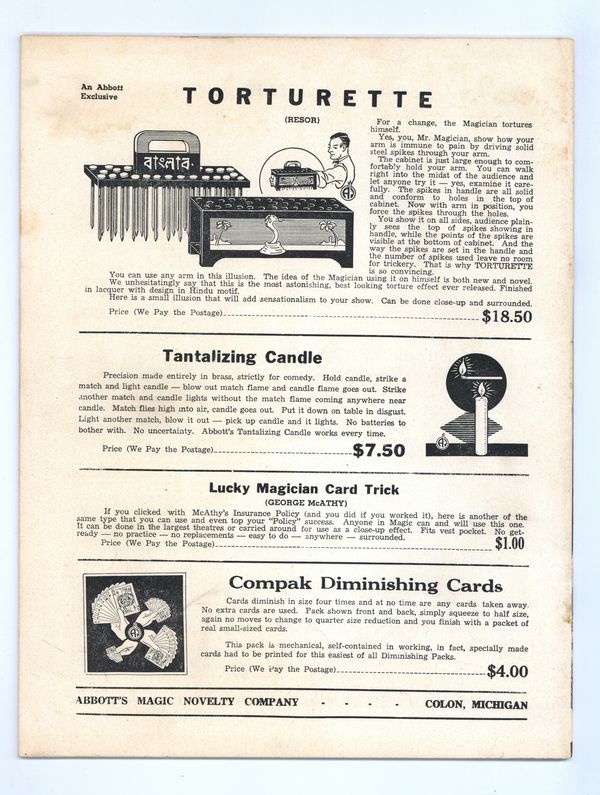 An Abbott
Exclusive
TORTURETTE
(RESOR)
For a change, the Magician tortures
himself.
Yes, you, Mr. Magician, show how your
arm is immune to pain by driving solid
steel spikes through your arm.
The cabinet is just large enough to com-
fortably hold your arm. You can walk
right into the midst of the audience and
let anyone try it — yes, examine it care-
fully. The spikes in handle are all solid
and conform to holes in the top of
cabinet. Now with arm in position, you
force the spikes through the holes.
You show it on all sides, audience plain-
ly sees the top of spikes showing in
handle, while the points of the spikes are
visible at the bottom of cabinet. And the
way the spikes are set in the handle and
the number of spikes used leave no room
for trickery. That is why TORTURETTE
is so convincing.
You can use any arm in this illusion. The idea of the Magician using it on himself is both new and novel.
We unhesitatingly say that this is the most astonishing, best looking torture effect ever released. Finished
in lacquer with design in Hindu motif.
Here is a small illusion that will add sensationalism to your show. Can be done close-up and surrounded.
Price (We Pay the Postage) $18.50
Tantalizing Candle
Precision made entirely in brass, strictly for comedy. Hold candle, strike a
match and light candle — blow out match flame and candle flame goes out. Strike
another match and candle lights without the match flame coming anywhere near
candle. Match flies high into air, candle goes out. Put it down on table in disgust.
Light another match, blow it out — pick up candle and it lights. No batteries to
bother with. No uncertainty. Abbott's Tantalizing Candle works every time.
Price (We Pay the Postage) $7.50
Lucky Magician Card Trick
(GEORGE McATHY)
If you clicked with McAthy's Insurance Policy (and you did if you worked it), here is another of the
same type that you can use and even top your "Policy" success. Anyone in Magic can and will use this one.
It can be done in the largest theatres or carried around for use as a close-up effect. Fits vest pocket. No get-
ready — no practice — no replacements — easy to do — anywhere — surrounded.
Price (We Pay the Postage) $1.00
Compak Diminishing Cards
Cards diminish in size four times and at no time are any cards taken away.
No extra cards are used. Pack shown front and back, simply squeeze to half size,
again no moves to change to quarter size reduction and you finish with a packet of
real small-sized cards.
This pack is mechanical, self-contained in working, in fact, specially made
cards had to be printed for this easiest of all Diminishing Packs.
Price (We Pay the Postage) $4.00
ABBOTT'S MAGIC NOVELTY COMPANY - - - - COLON, MICHIGAN